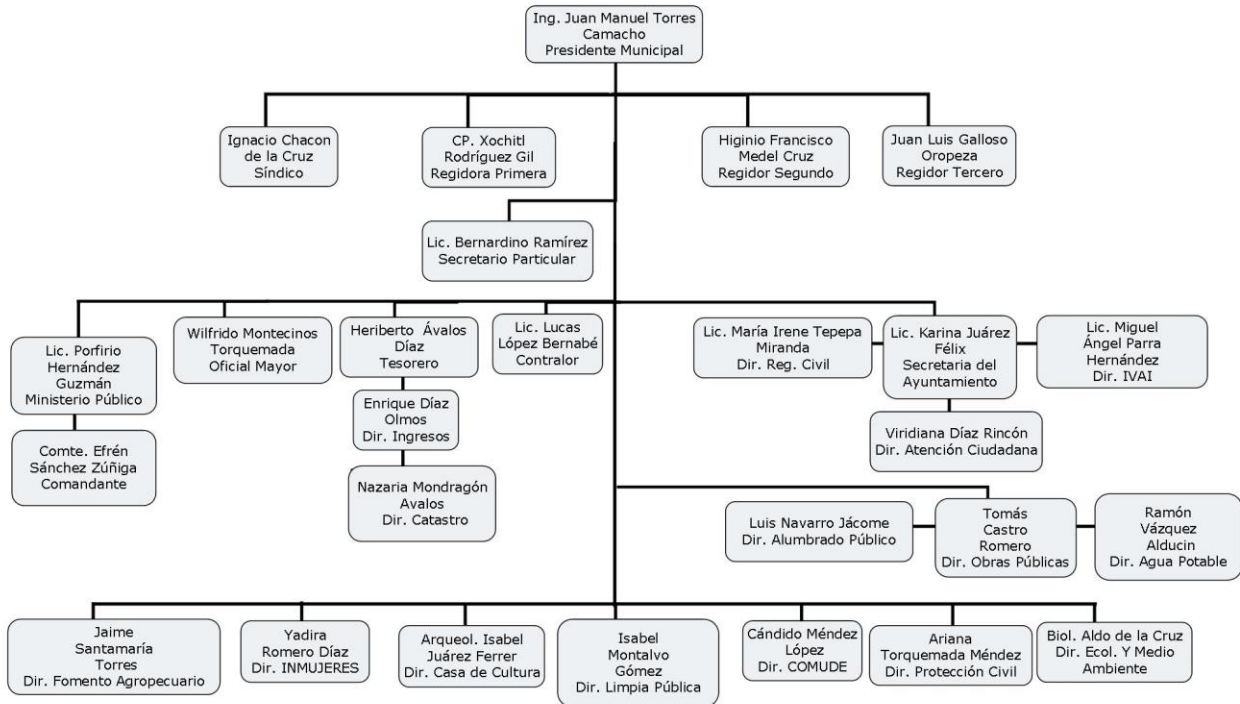 Ing. Juan Manuel Torres
Camacho
Presidente Municipal
Ignacio Chacon
de la Cruz
Síndico
CP. Xochitl
Rodríguez Gil
Regidora Primera
Higinio Francisco
Medel Cruz
Regidor Segundo
Juan Luis Galloso
Oropeza
Regidor Tercero
Lic. Bernardino Ramírez
Secretario Particular
Lic. Porfirio
Hernández
Guzmán
Ministerio Público
Wilfrido Montecinos
Torquemada
Oficial Mayor
Heriberto Ávalos
Díaz
Tesorero
Lic. Lucas
López Bernabé
Contralor
Lic. María Irene Tepepa
Miranda
Dir. Reg. Civil
Lic. Karina Juárez
Félix
Secretaria del
Ayuntamiento
Lic. Miguel
Ángel Parra
Hernández
Dir. IVAI
Comte. Efrén
Sánchez Zúñiga
Comandante
Enrique Díaz
Olmos
Dir. Ingresos
Viridiana Díaz Rincón
Dir. Atención Ciudadana
Nazaria Mondragón
Avalos
Dir. Catastro
Luis Navarro Jácome
Dir. Alumbrado Público
Tomás
Castro
Romero
Dir. Obras Públicas
Ramón
Vázquez
Alducin
Dir. Agua Potable
Jaime
Santamaría
Torres
Dir. Fomento Agropecuario
Yadira
Romero Díaz
Dir. INMUJERES
Arqueol. Isabel
Juárez Ferrer
Dir. Casa de Cultura
Isabel
Montalvo
Gómez
Dir. Limpia Pública
Cándido Méndez
López
Dir. COMUDE
Ariana
Torquemada Méndez
Dir. Protección Civil
Biol. Aldo de la Cruz
Dir. Ecol. Y Medio
Ambiente